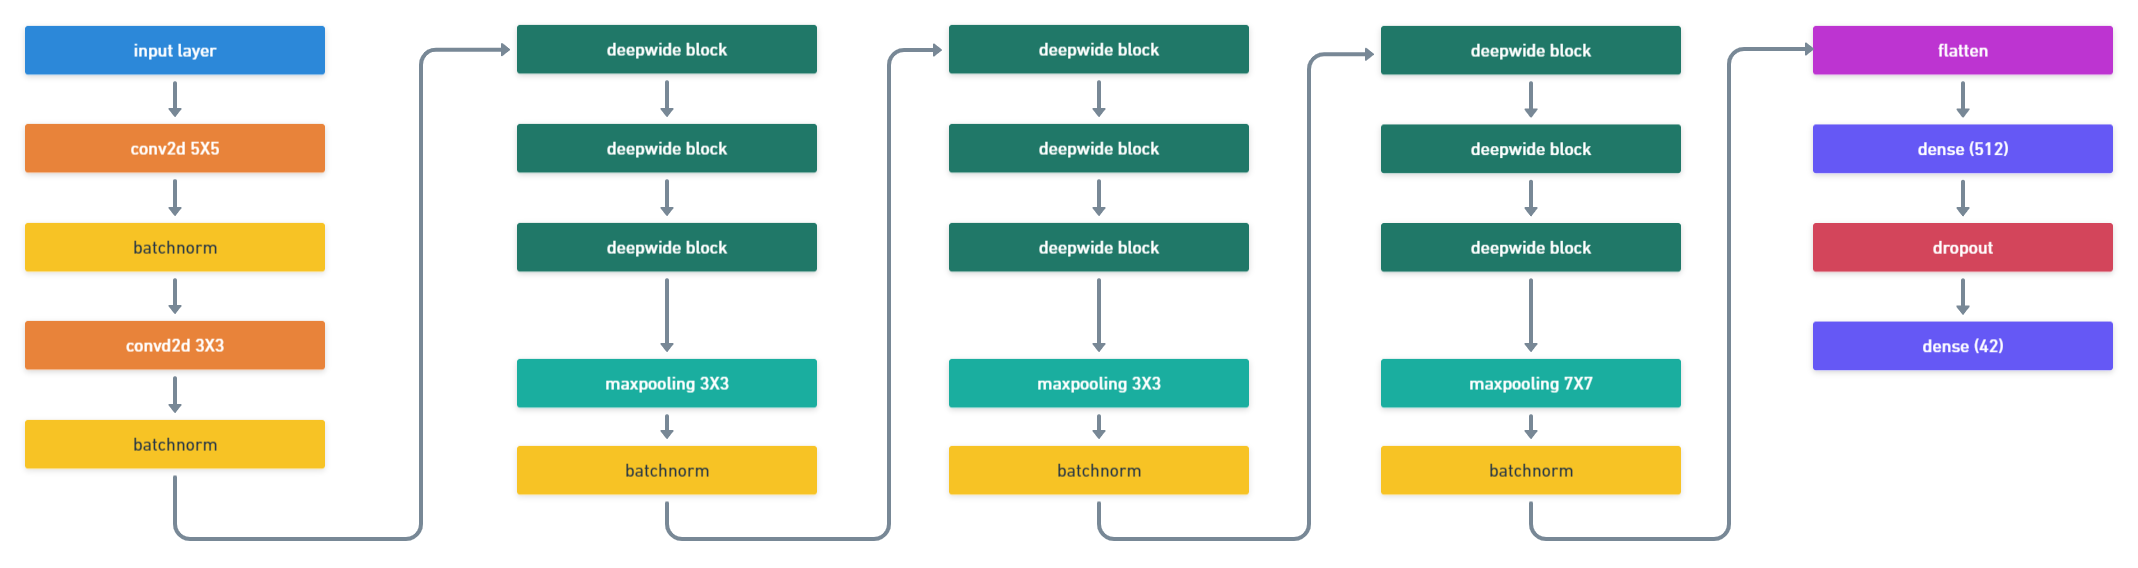 input layer
conv2d 5X5
batchnorm
convd2d 3X3
batchnorm
deepwide block
deepwide block
deepwide block
maxpooling 3X3
batchnorm
deepwide block
deepwide block
deepwide block
maxpooling 3X3
batchnorm
deepwide block
deepwide block
deepwide block
maxpooling 7X7
batchnorm
flatten
dense (512)
dropout
dense (42)